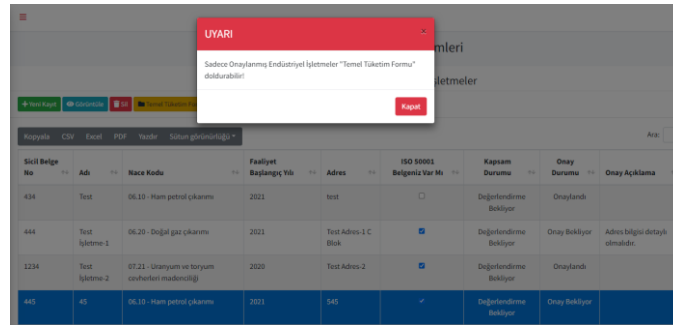 UYARI
×
Sadece Onaylanmış Endüstriyel İşletmeler "Temel Tüketim Formu"
doldurabilir!
Kapat
mleri
işletmeler
+ Yeni Kayıt Görüntüle Sil Temel Tüketim For
Kopyala CSV Excel PDF Yazdır Sütun görünürlüğü
Ara:
Sicil Belge No Adı Nace Kodu Faaliyet Başlangıç Yılı Adres ISO 50001 Belgeniz Var Mı Kapsam Durumu Onay Durumu Onay Açıklama
434 Test 06.10 - Ham petrol çıkarımı 2021 test Değerlendirme Bekliyor Onaylandı
444 Test İşletme-1 06.20 - Doğal gaz çıkarımı 2021 Test Adres-1 C Blok Değerlendirme Bekliyor Onay Bekliyor Adres bilgisi detaylı olmalıdır.
1234 Test İşletme-2 07.21 - Uranyum ve toryum cevherleri madenciliği 2020 Test Adres-2 Değerlendirme Bekliyor Onaylandı
445 45 06.10 - Ham petrol çıkarımı 2021 545 Değerlendirme Bekliyor Onay Bekliyor